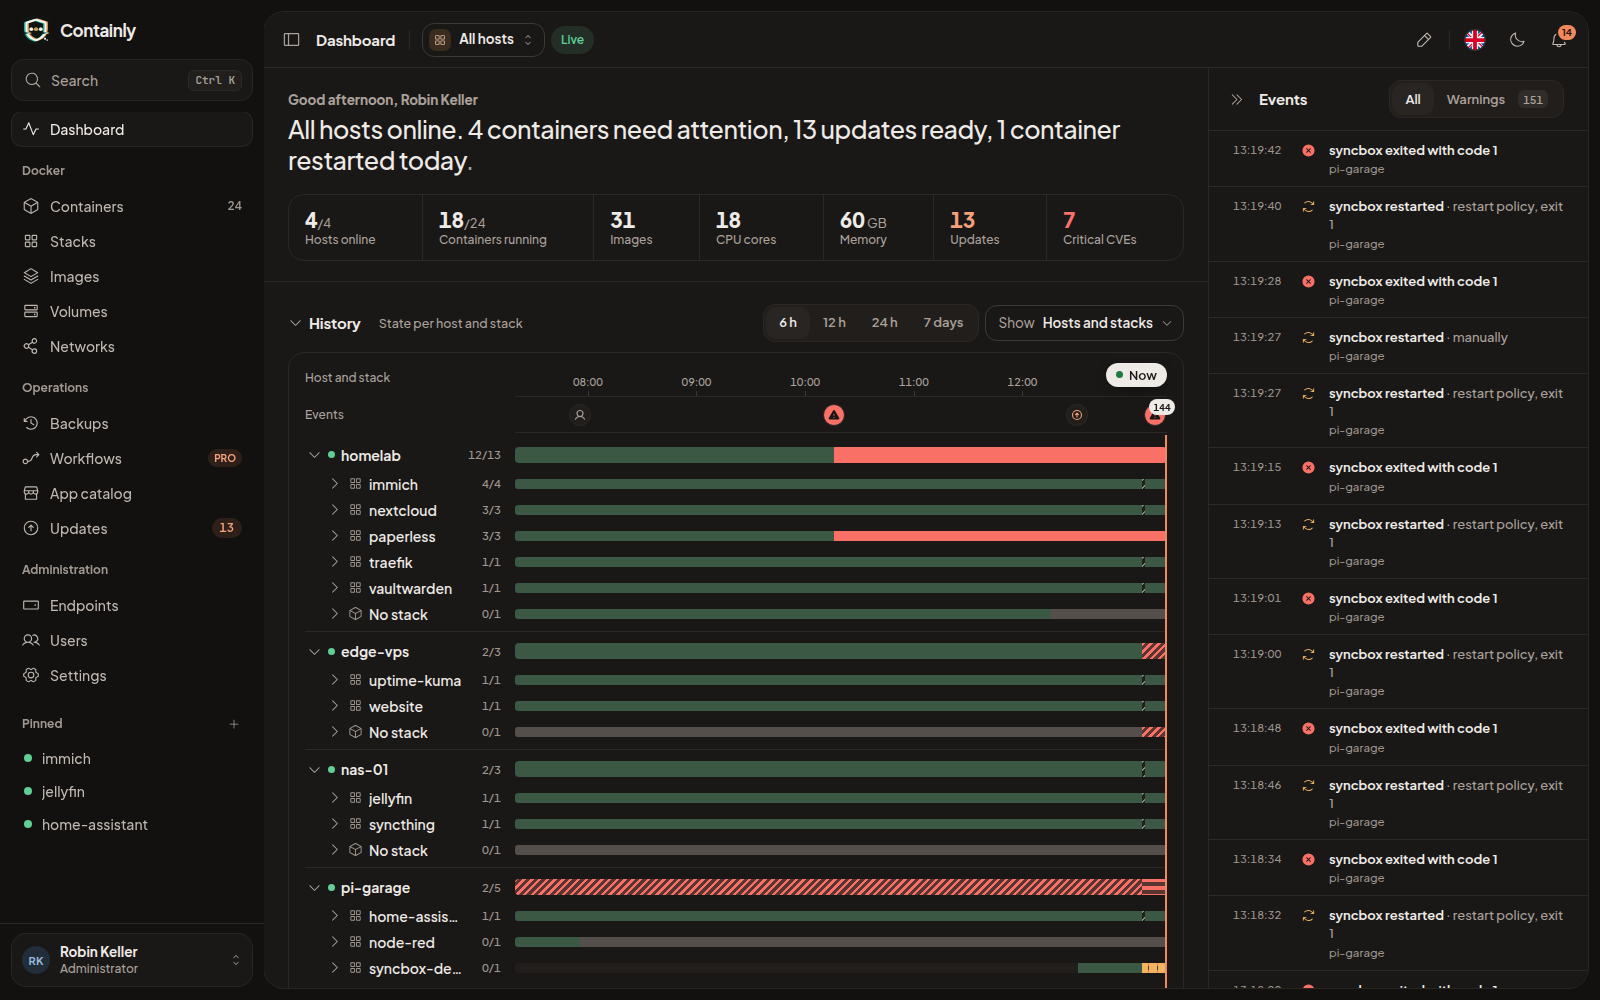 Containly
Search
Ctrl K
Dashboard
Docker
Containers 24
Stacks
Images
Volumes
Networks
Operations
Backups
Workflows PRO
App catalog
Updates 13
Administration
Endpoints
Users
Settings
Pinned
immich
jellyfin
home-assistant
RK
Robin Keller
Administrator
Dashboard
All hosts
Live
14
Good afternoon, Robin Keller
All hosts online. 4 containers need attention, 13 updates ready, 1 container
restarted today.
4/4
Hosts online
18/24
Containers running
31
Images
18
CPU cores
60 GB
Memory
13
Updates
7
Critical CVEs
History
State per host and stack
6 h
12 h
24 h
7 days
Show Hosts and stacks
Host and stack
08:00
09:00
10:00
11:00
12:00
Now
Events
144
homelab 12/13
immich 4/4
nextcloud 3/3
paperless 3/3
traefik 1/1
vaultwarden 1/1
No stack 0/1
edge-vps 2/3
uptime-kuma 1/1
website 1/1
No stack 0/1
nas-01 2/3
jellyfin 1/1
syncthing 1/1
No stack 0/1
pi-garage 2/5
home-assis... 1/1
node-red 0/1
syncbox-de... 0/1
Events
All
Warnings 151
13:19:42 syncbox exited with code 1
pi-garage
13:19:40 syncbox restarted · restart policy, exit
1
pi-garage
13:19:28 syncbox exited with code 1
pi-garage
13:19:27 syncbox restarted · manually
pi-garage
13:19:27 syncbox restarted · restart policy, exit
1
pi-garage
13:19:15 syncbox exited with code 1
pi-garage
13:19:13 syncbox restarted · restart policy, exit
1
pi-garage
13:19:01 syncbox exited with code 1
pi-garage
13:19:00 syncbox restarted · restart policy, exit
1
pi-garage
13:18:48 syncbox exited with code 1
pi-garage
13:18:46 syncbox restarted · restart policy, exit
1
pi-garage
13:18:34 syncbox exited with code 1
pi-garage
13:18:32 syncbox restarted · restart policy, exit
1
pi-garage